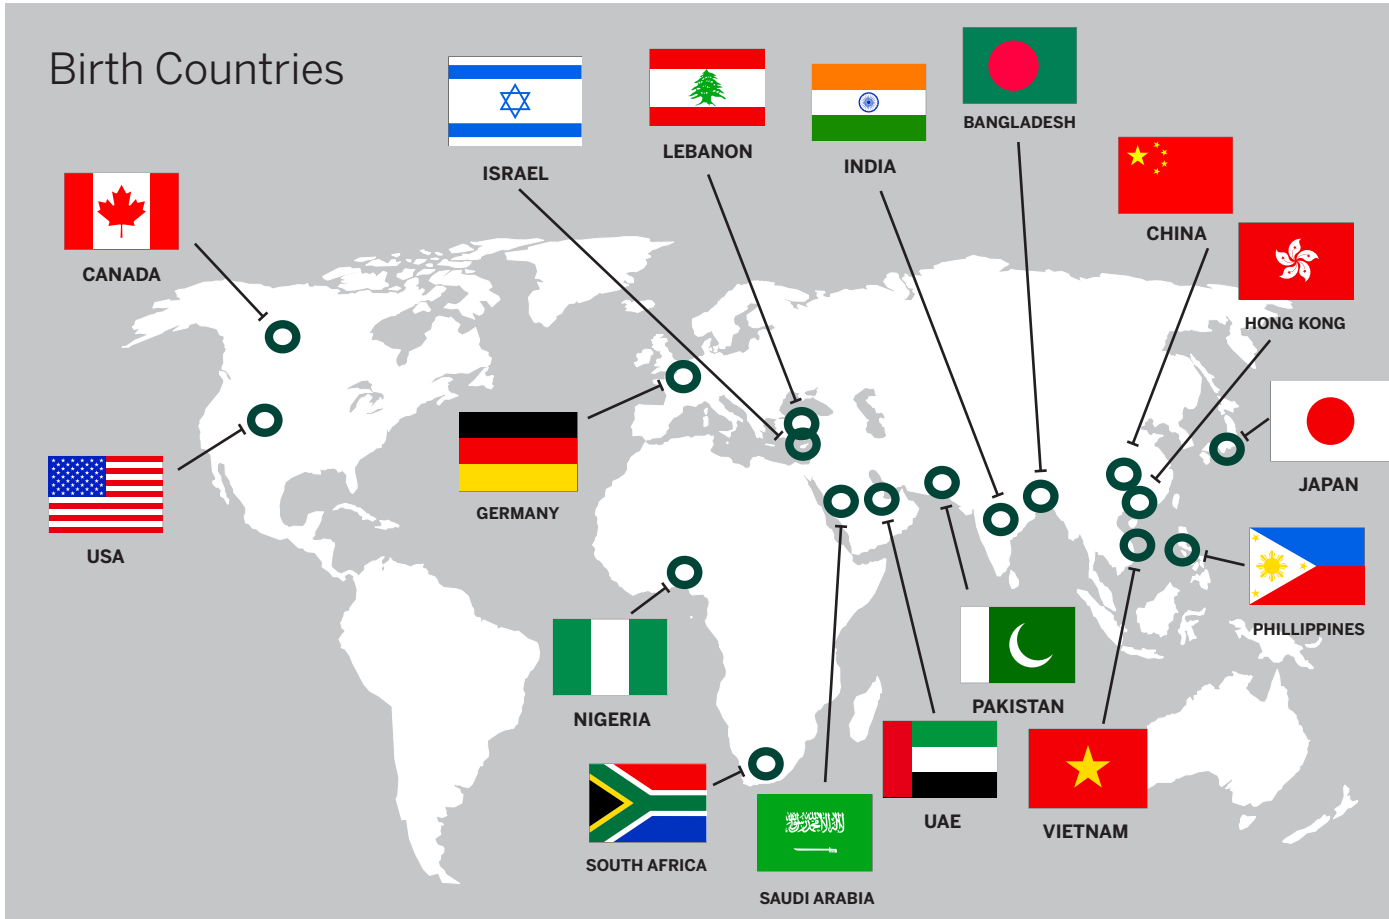 Birth Countries
ISRAEL
LEBANON
INDIA
BANGLADESH
CHINA
HONG KONG
CANADA
JAPAN
USA
GERMANY
PHILLIPPINES
NIGERIA
PAKISTAN
SOUTH AFRICA
SAUDI ARABIA
UAE
VIETNAM